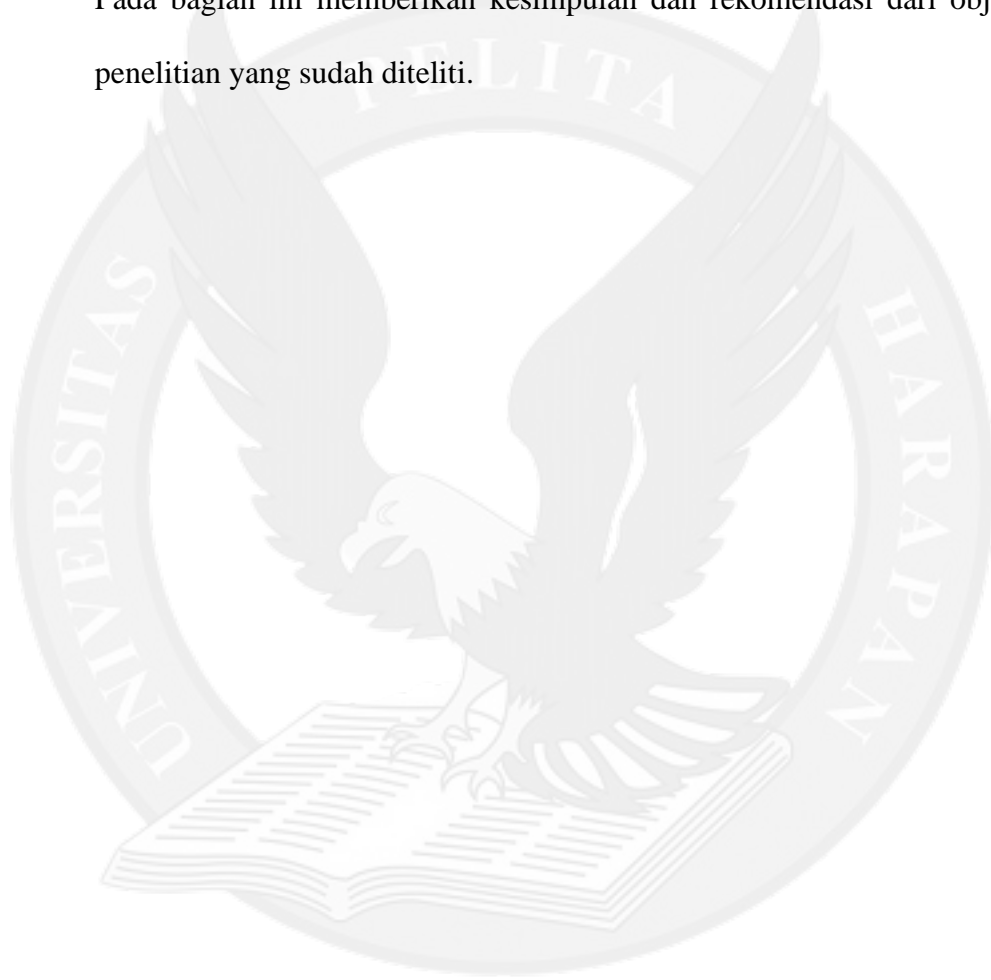 Pada bagian ini memberikan kesimpulan dan rekomendasi dari obj
penelitian yang sudah diteliti.
UNIVERSITAS PELITA HARAPAN